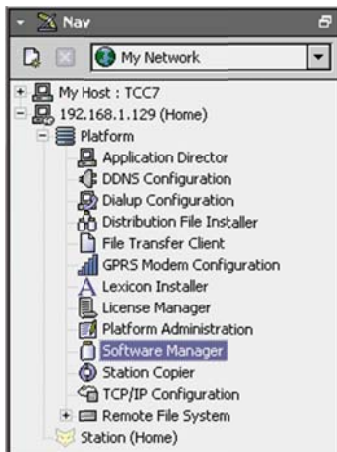 Nav
My Network
My Host : TCC7
192.168.1.129 (Home)
Platform
Application Director
DDNS Configuration
Dialup Configuration
Distribution File Installer
File Transfer Client
GPRS Modem Configuration
Lexicon Installer
License Manager
Platform Administration
Software Manager
Station Copier
TCP/IP Configuration
Remote File System
Station (Home)